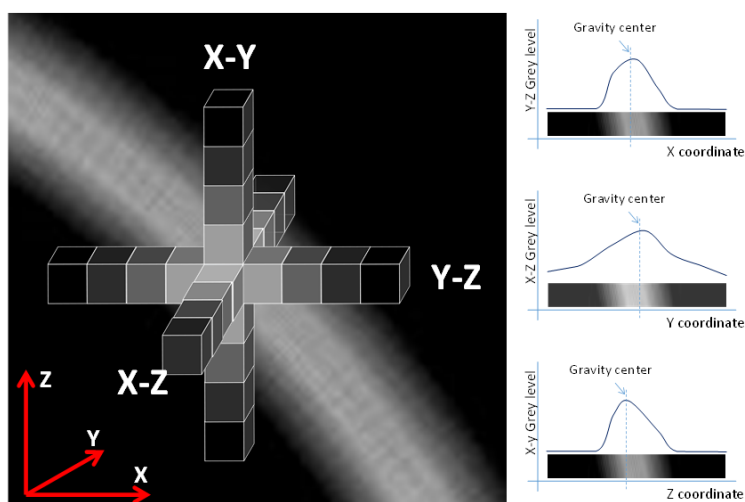 X-Y
Y-Z
X-Z
Z
Y
X
Gravity center
Y-Z Grey level
X coordinate
Gravity center
X-Z Grey level
Y coordinate
Gravity center
X-y Grey level
Z coordinate